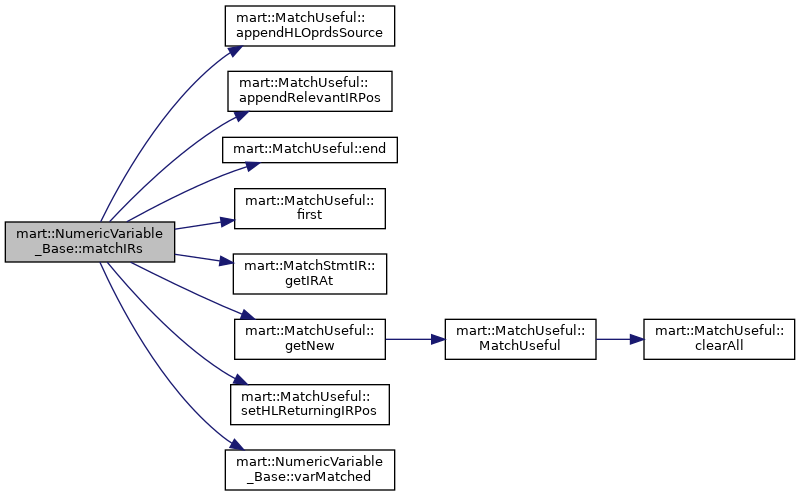 mart::MatchUseful::
appendHLOprdsSource
mart::MatchUseful::
appendRelevantIRPos
mart::MatchUseful::end
mart::MatchUseful::
first
mart::NumericVariable
_Base::matchIRs
mart::MatchStmtIR::
getIRAt
mart::MatchUseful::
getNew
mart::MatchUseful::
MatchUseful
mart::MatchUseful::
clearAll
mart::MatchUseful::
setHLReturningIRPos
mart::NumericVariable
_Base::varMatched